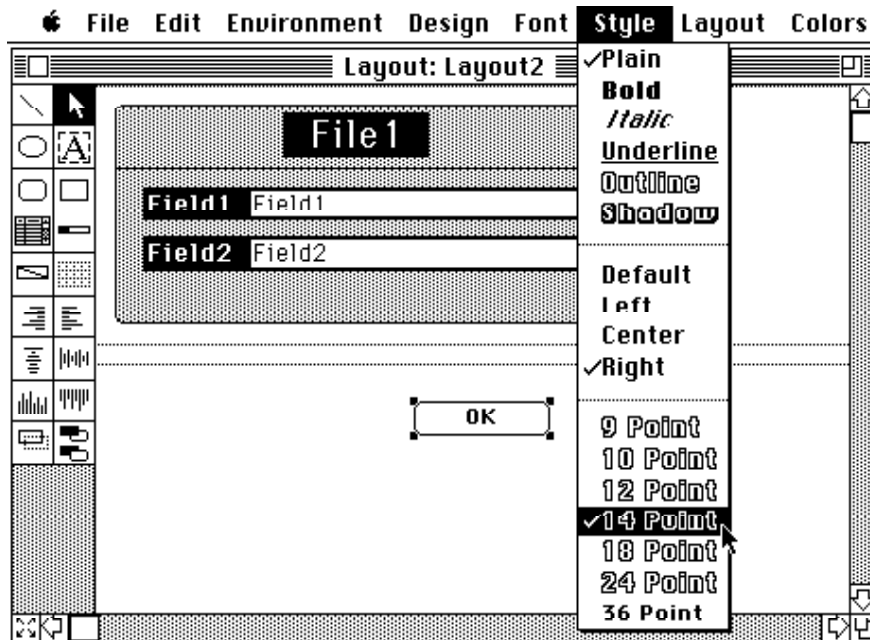 File Edit Environment Design Font Style Layout Colors
Layout: Layout2
A
File1
Field1 Field1
Field2 Field2
OK
Plain
Bold
Italic
Underline
Outline
Shadow
Default
Left
Center
Right
9 Point
10 Point
12 Point
14 Point
18 Point
24 Point
36 Point